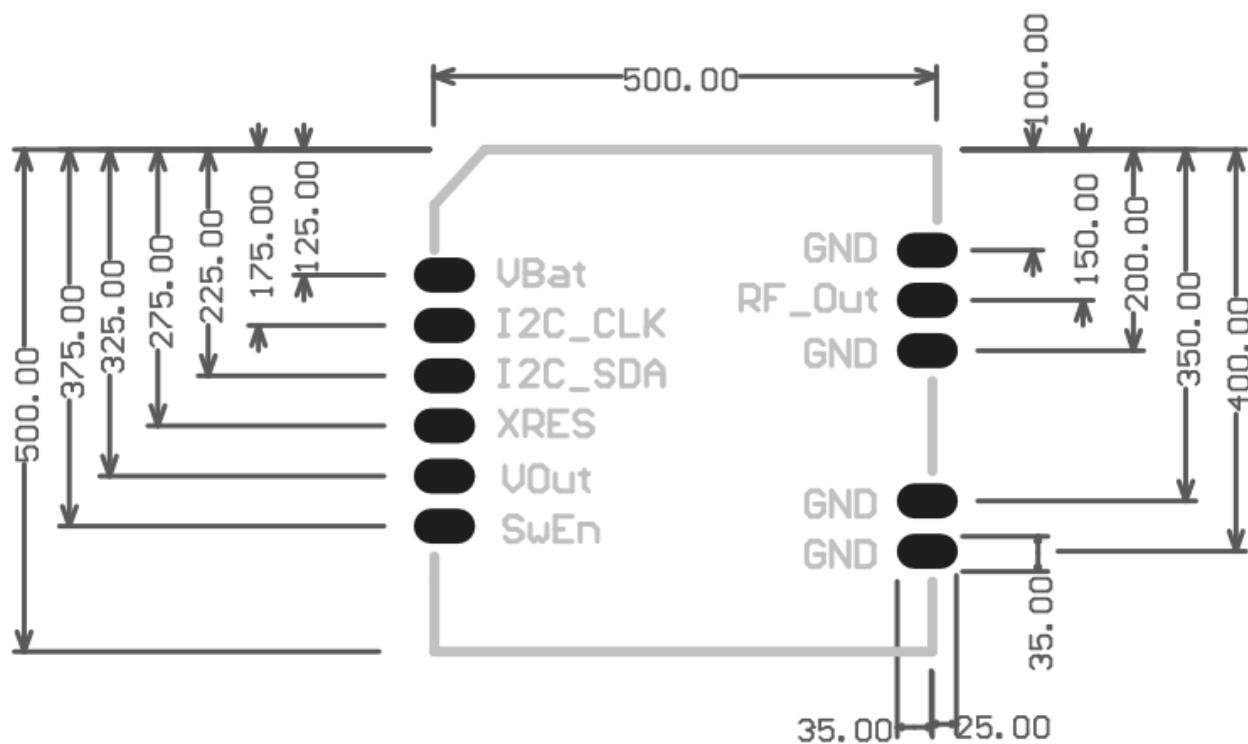 500.00
100.00
125.00
175.00
225.00
275.00
325.00
375.00
500.00
VBat
I2C_CLK
I2C_SDA
XRES
VOut
SwEn
GND
RF_Out
GND
GND
GND
150.00
200.00
350.00
400.00
35.00
35.00
25.00